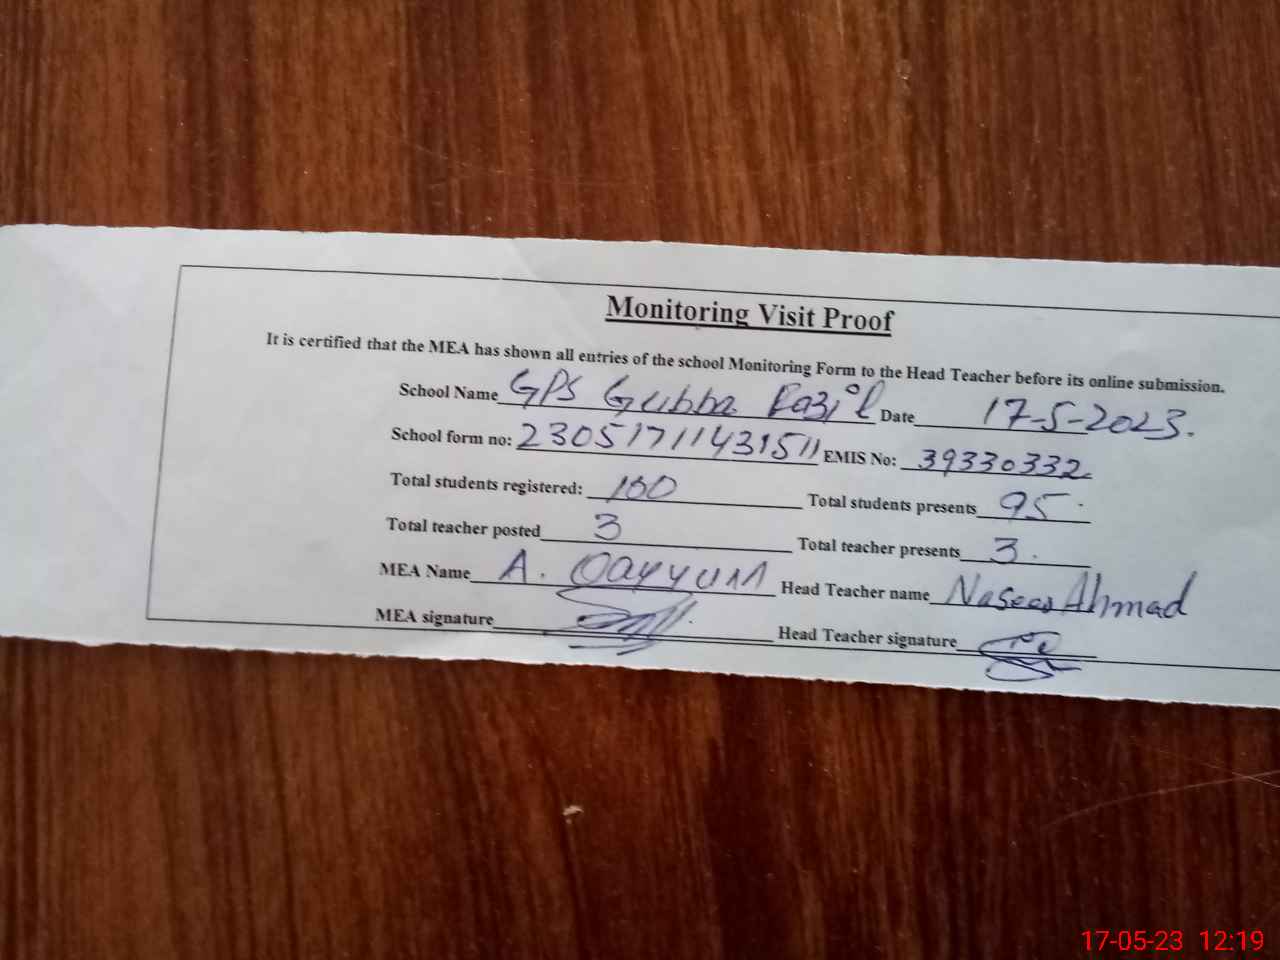 Monitoring Visit Proof
It is certified that the MEA has shown all entries of the school Monitoring Form to the Head Teacher before its online submission.
School Name GPS Gubba Fazil Date 17-5-2023.
School form no: 23051711431511 EMIS No: 39330332
Total students registered: 100 Total students presents 95
Total teacher posted 3 Total teacher presents 3.
MEA Name A. Qayyum Head Teacher name Naseer Ahmad
MEA signature Head Teacher signature
17-05-23 12:19